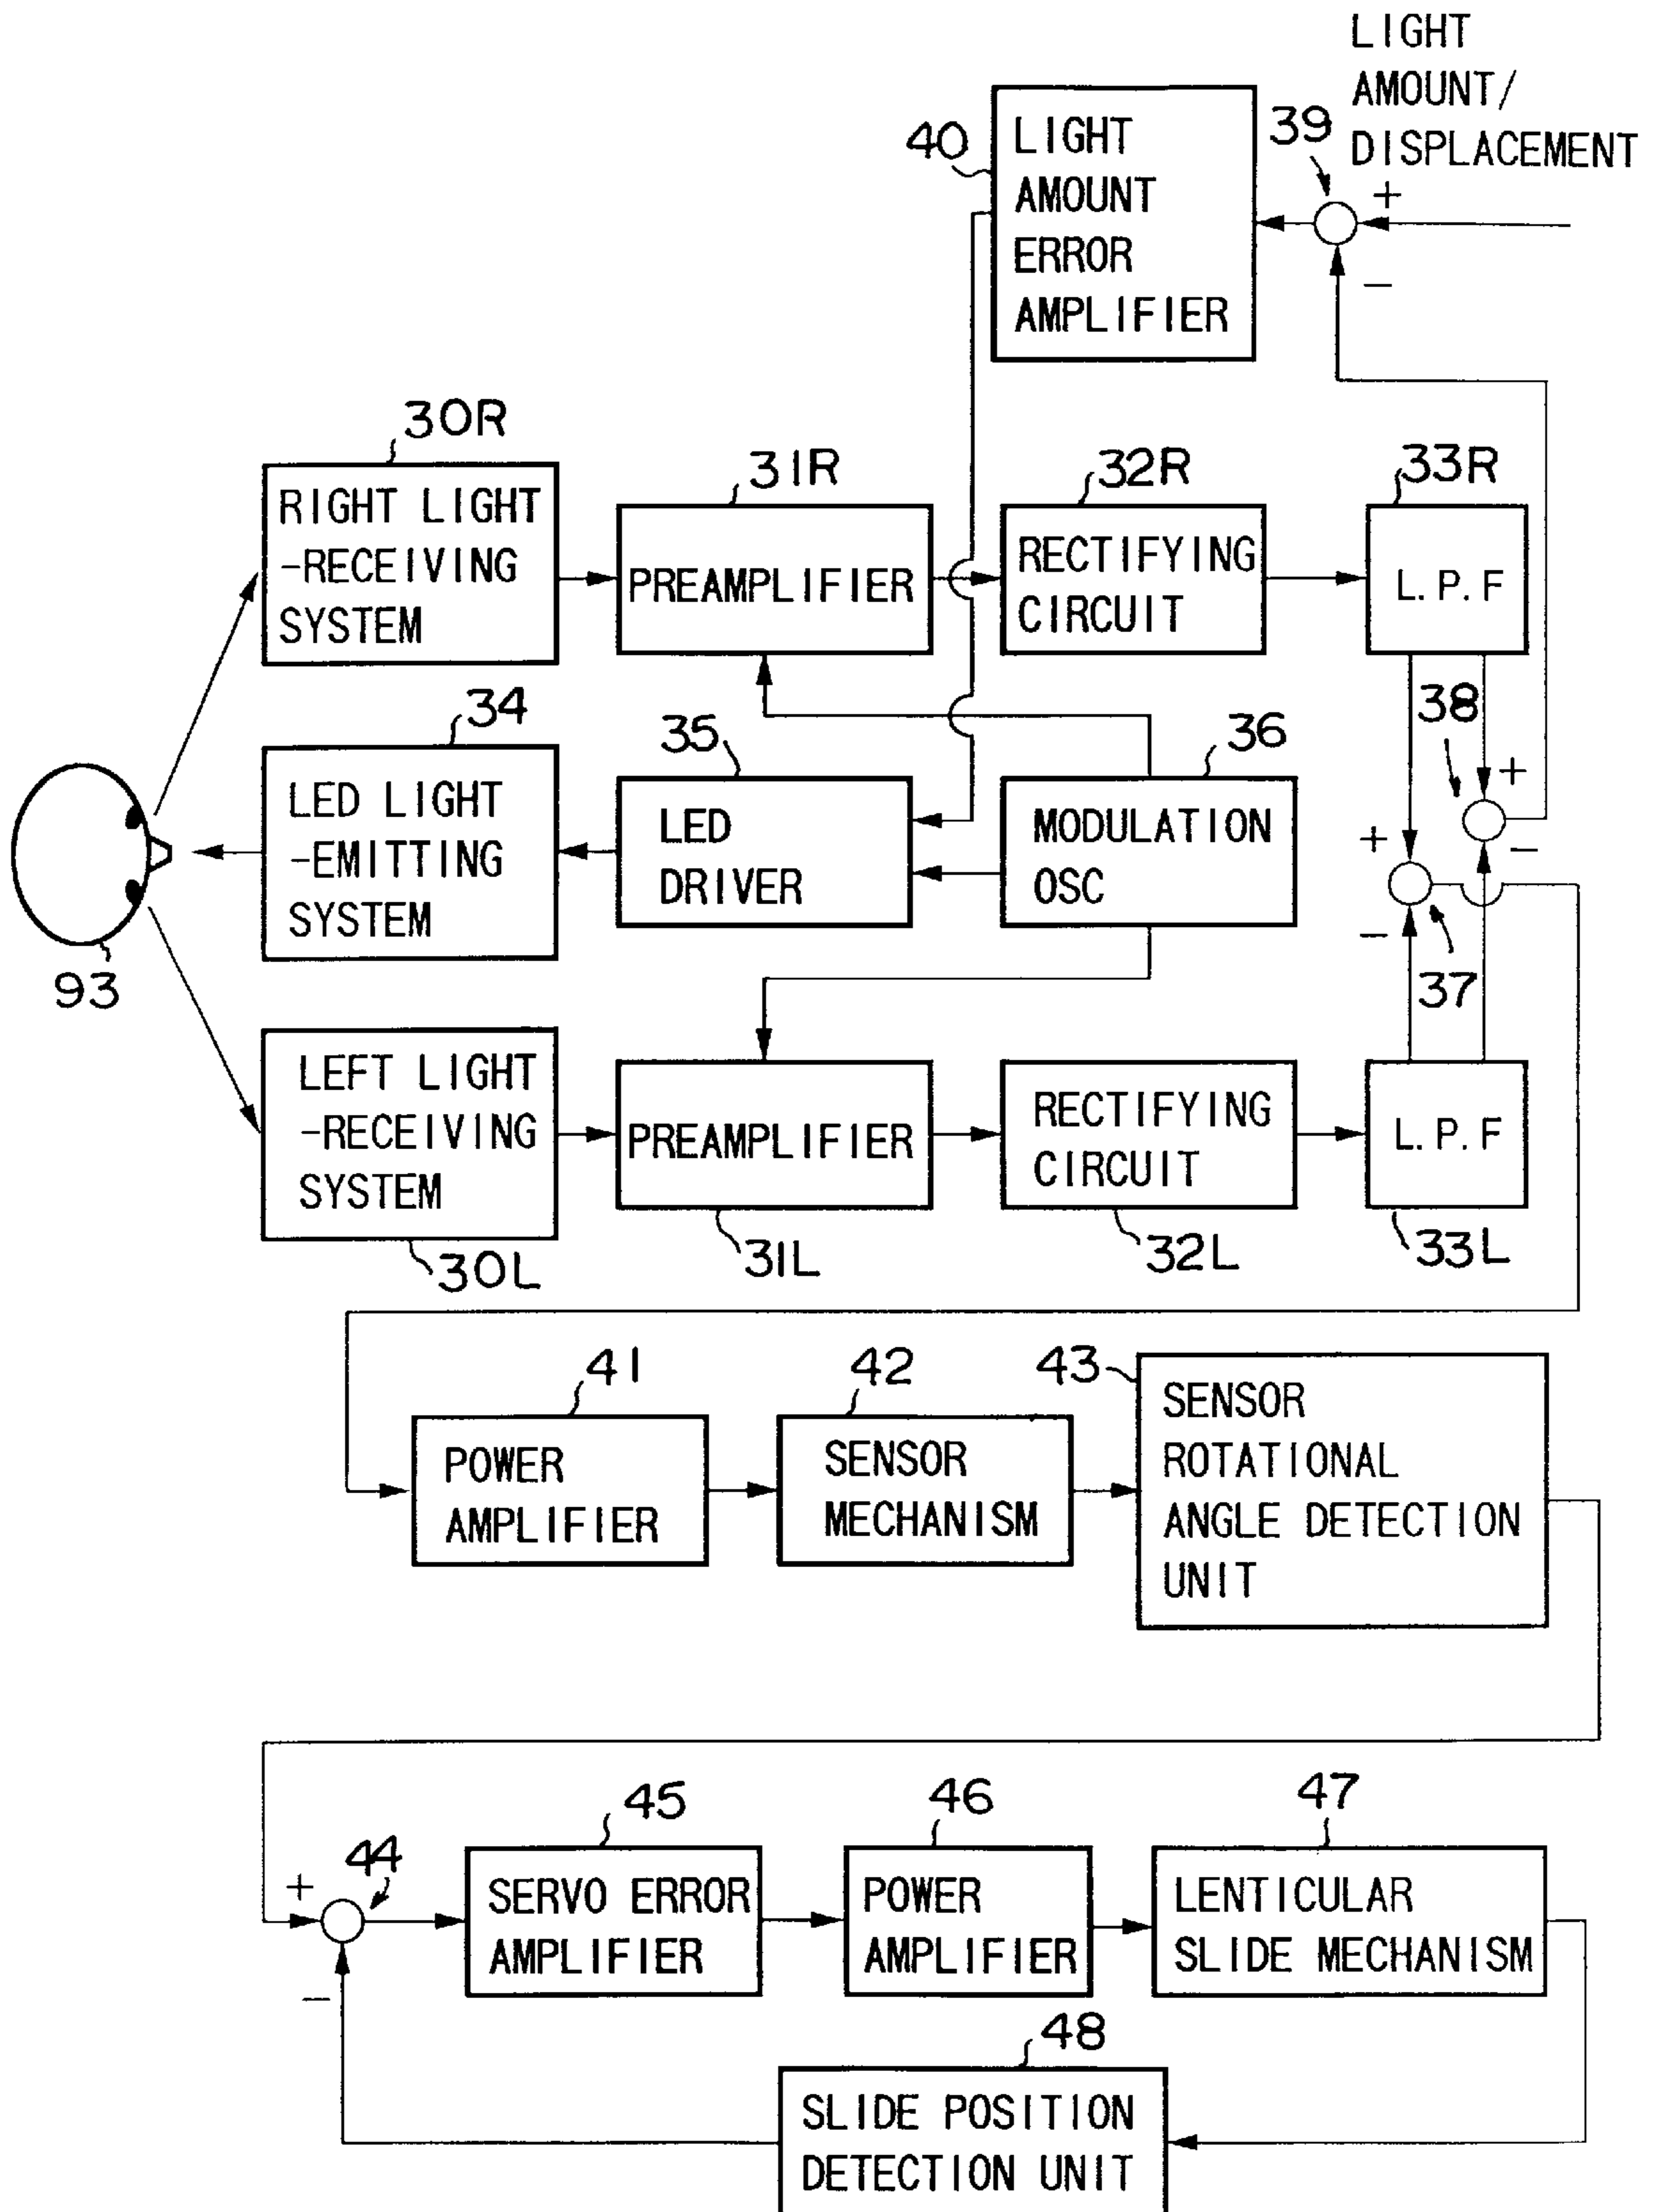 LIGHT
AMOUNT/
DISPLACEMENT
39
+
−
40
LIGHT
AMOUNT
ERROR
AMPLIFIER
30R
RIGHT LIGHT
-RECEIVING
SYSTEM
31R
PREAMPLIFIER
32R
RECTIFYING
CIRCUIT
33R
L.P.F
34
LED LIGHT
-EMITTING
SYSTEM
35
LED
DRIVER
36
MODULATION
OSC
38
+
−
+
−
37
93
LEFT LIGHT
-RECEIVING
SYSTEM
30L
PREAMPLIFIER
31L
RECTIFYING
CIRCUIT
32L
L.P.F
33L
41
POWER
AMPLIFIER
42
SENSOR
MECHANISM
43
SENSOR
ROTATIONAL
ANGLE DETECTION
UNIT
44
+
−
45
SERVO ERROR
AMPLIFIER
46
POWER
AMPLIFIER
47
LENTICULAR
SLIDE MECHANISM
48
SLIDE POSITION
DETECTION UNIT